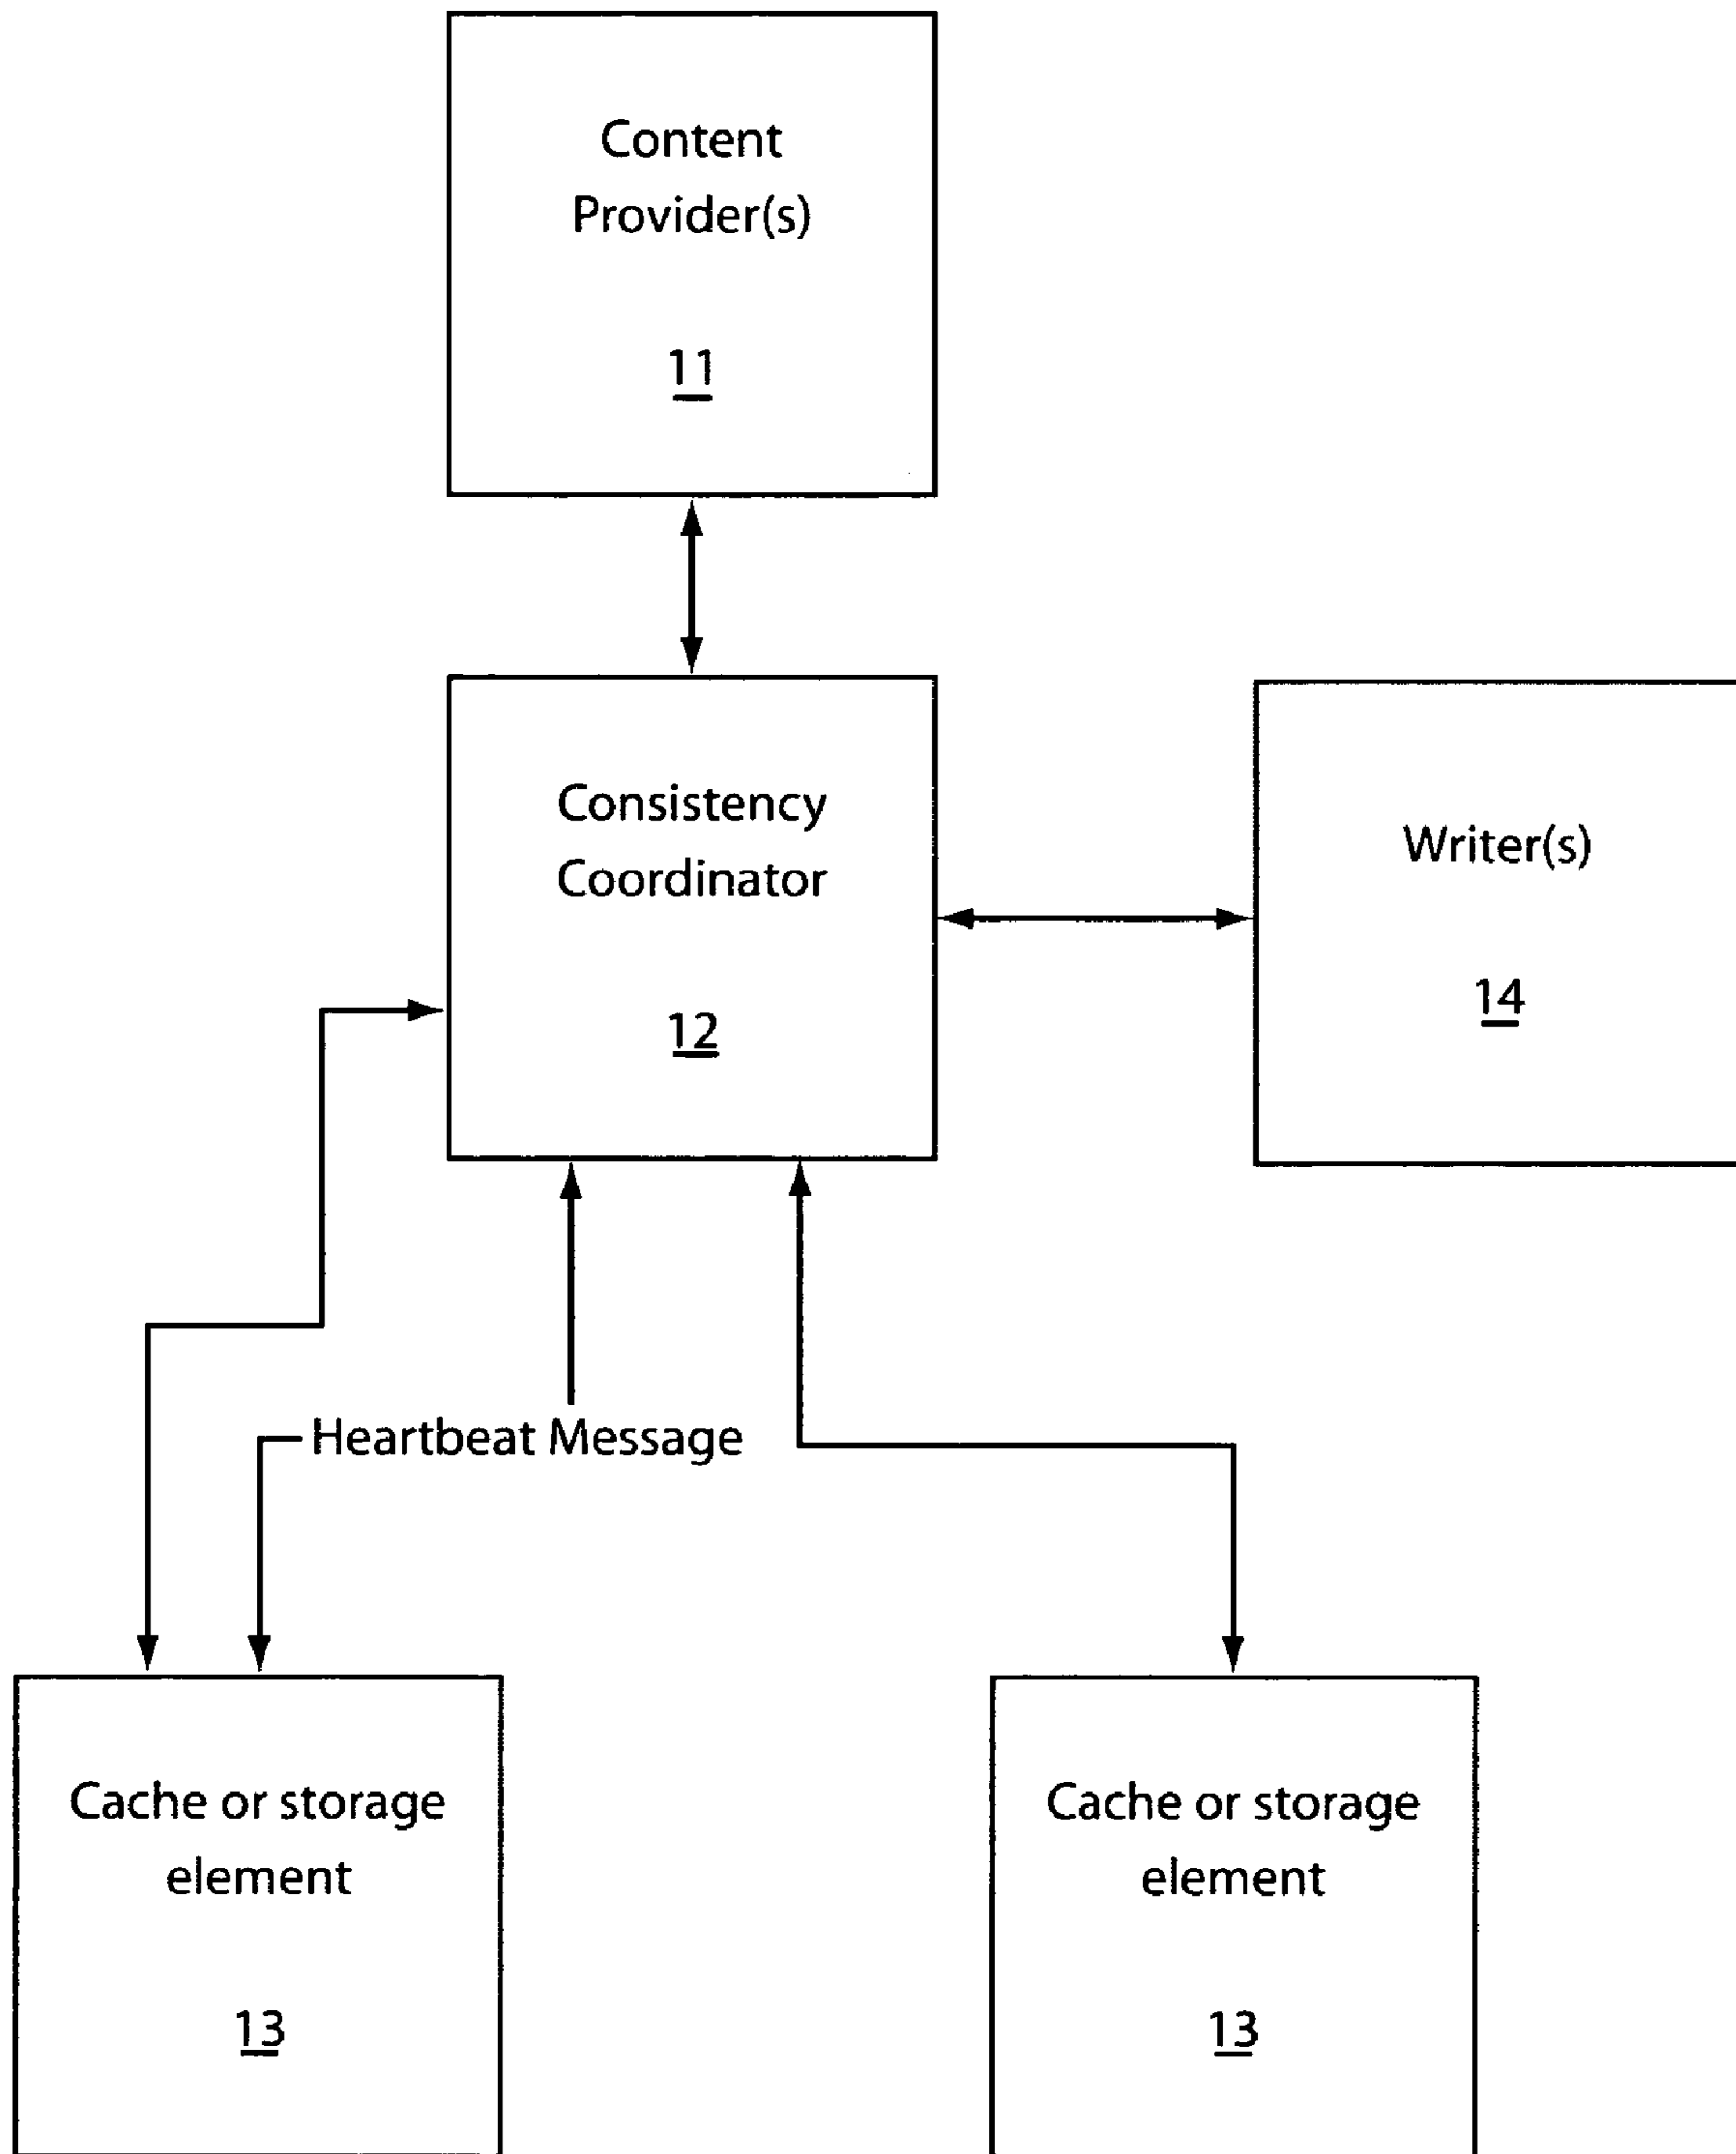 Content
Provider(s)
11
Consistency
Coordinator
12
Writer(s)
14
Heartbeat Message
Cache or storage
element
13
Cache or storage
element
13